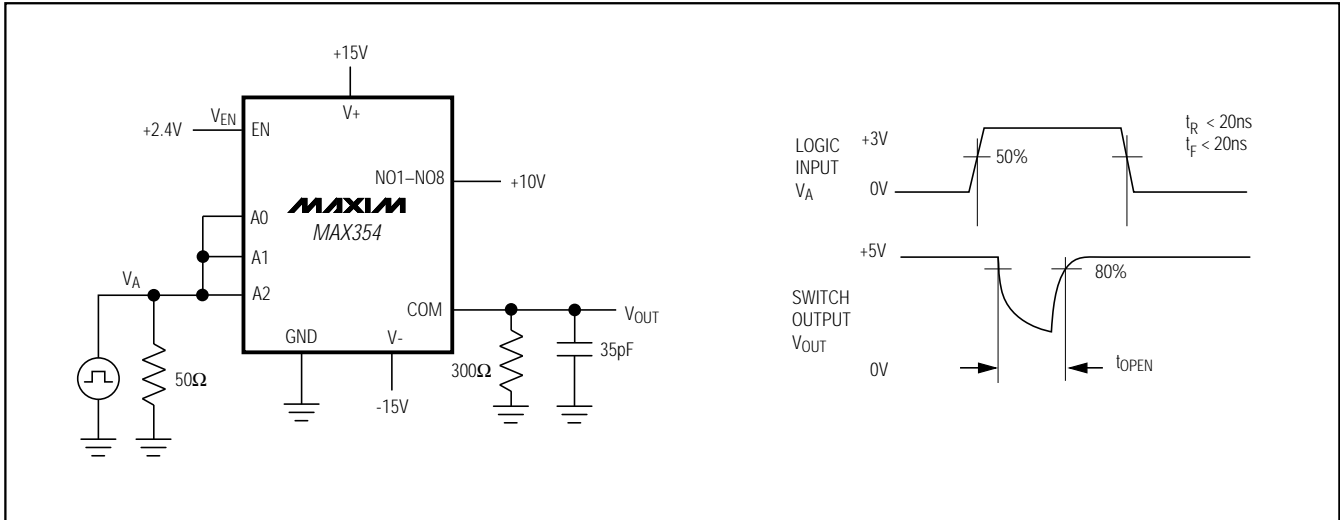 +15V
V+
+2.4V
VEN
EN
NO1–NO8
+10V
MAXIM
MAX354
A0
A1
A2
VA
COM
VOUT
GND
V-
50Ω
300Ω
35pF
-15V
LOGIC
INPUT
VA
+3V
0V
50%
tR < 20ns
tF < 20ns
+5V
80%
SWITCH
OUTPUT
VOUT
0V
tOPEN